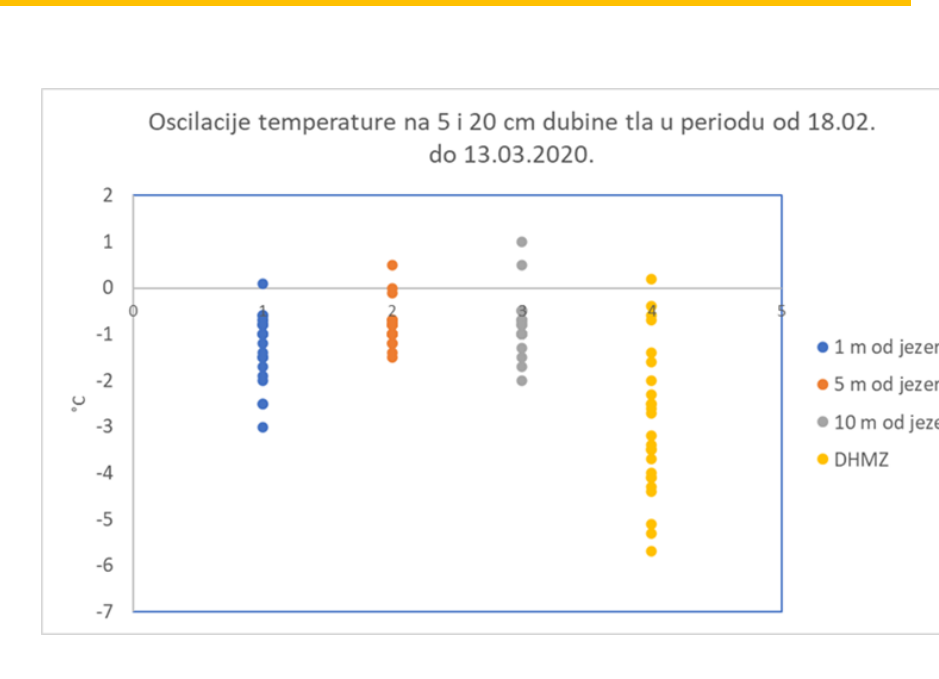 Oscilacije temperature na 5 i 20 cm dubine tla u periodu od 18.02.
do 13.03.2020.
2
1
0
-1
-2
-3
-4
-5
-6
-7
0 1 2 3 4 5
°C
1 m od
5 m od
10 m od
DHMZ